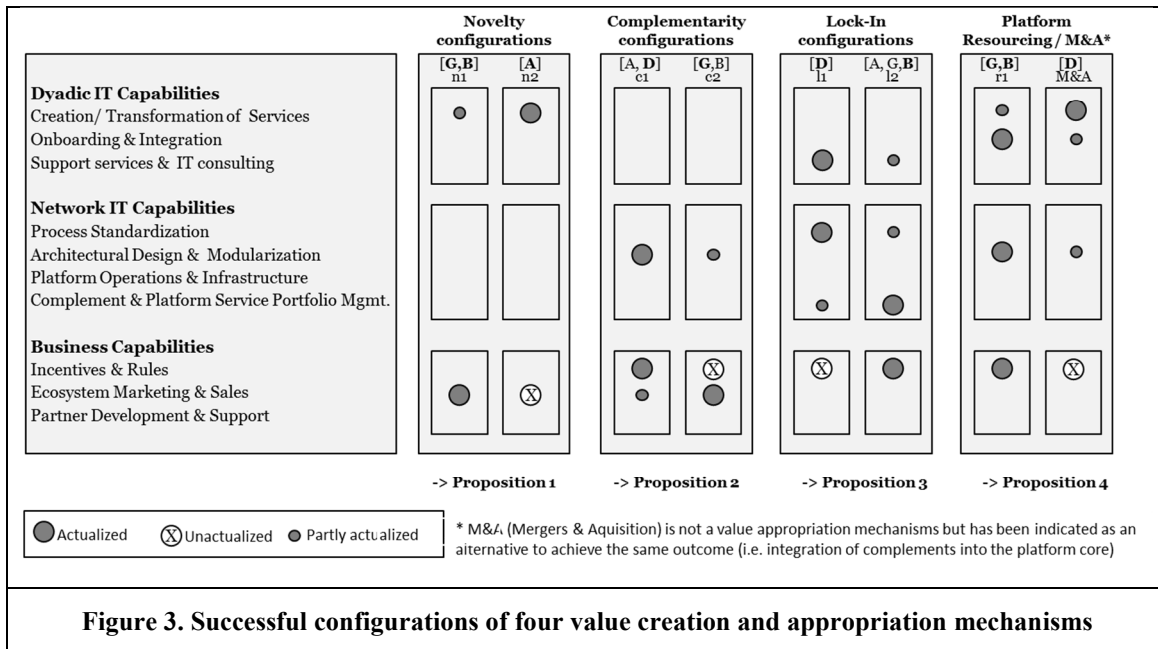 Novelty configurations
Complementarity configurations
Lock-In configurations
Platform Resourcing / M&A*
[G,B] n1
[A] n2
[A, D] c1
[G,B] c2
[D] l1
[A, G,B] l2
[G,B] r1
[D] M&A
Dyadic IT Capabilities
Creation/ Transformation of Services
Onboarding & Integration
Support services & IT consulting
Network IT Capabilities
Process Standardization
Architectural Design & Modularization
Platform Operations & Infrastructure
Complement & Platform Service Portfolio Mgmt.
Business Capabilities
Incentives & Rules
X
X
X
Ecosystem Marketing & Sales
X
Partner Development & Support
-> Proposition 1
-> Proposition 2
-> Proposition 3
-> Proposition 4
Actualized
X Unactualized
Partly actualized
* M&A (Mergers & Aquisition) is not a value appropriation mechanisms but has been indicated as an
alternative to achieve the same outcome (i.e. integration of complements into the platform core)
Figure 3. Successful configurations of four value creation and appropriation mechanisms